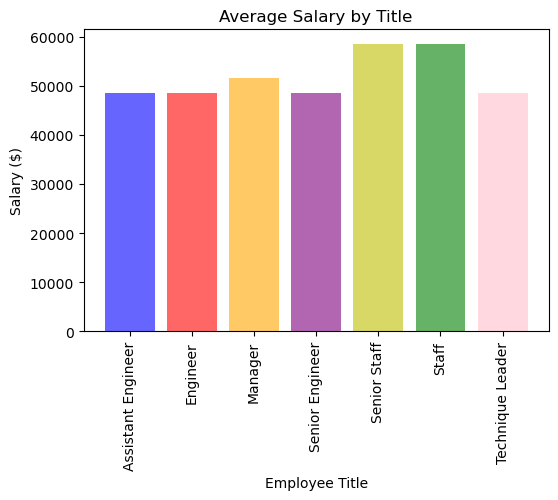 Average Salary by Title
Salary ($)
60000
50000
40000
30000
20000
10000
0
Assistant Engineer
Engineer
Manager
Senior Engineer
Senior Staff
Staff
Technique Leader
Employee Title